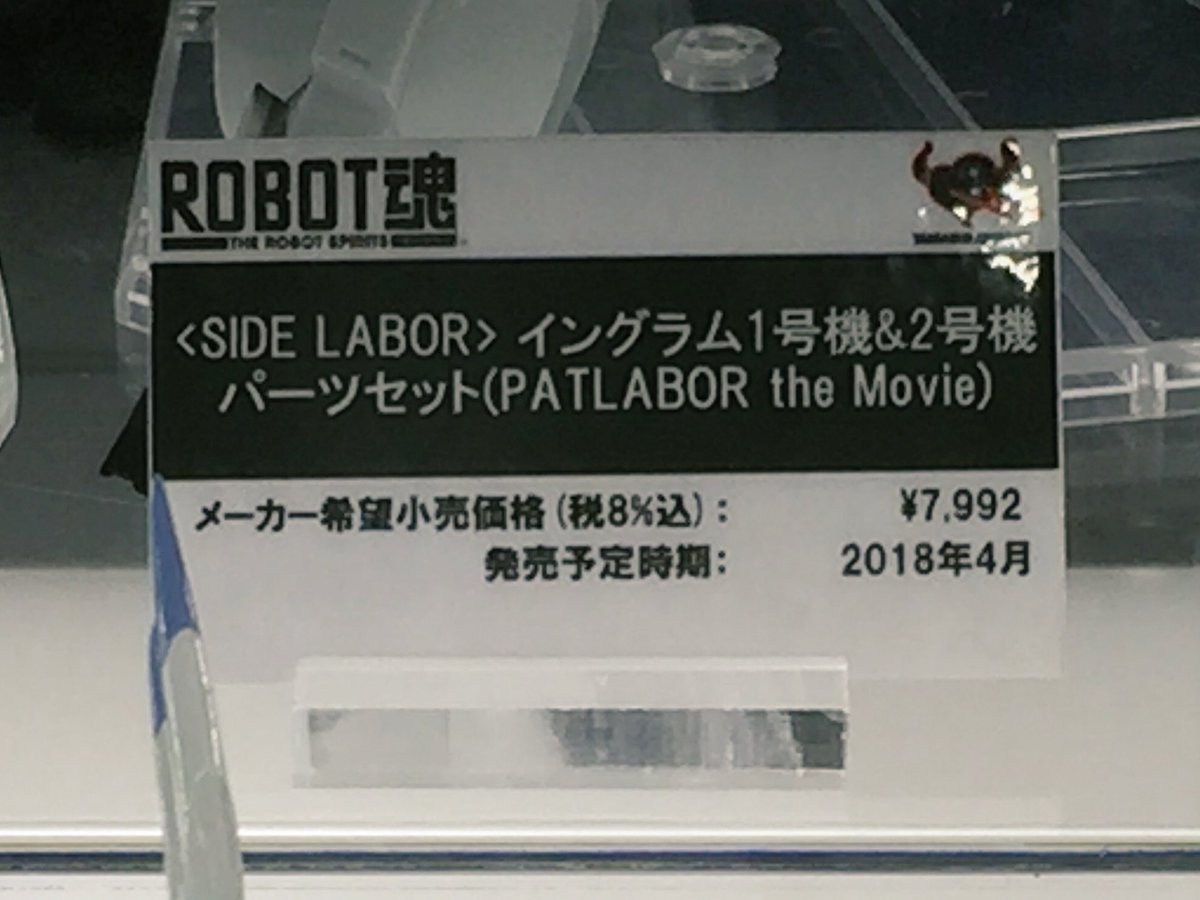 ROBOT魂
THE ROBOT SPIRITS
<SIDE LABOR> イングラム1号機&2号機
パーツセット(PATLABOR the Movie)
メーカー希望小売価格(税8%込): ¥7,992
発売予定時期: 2018年4月